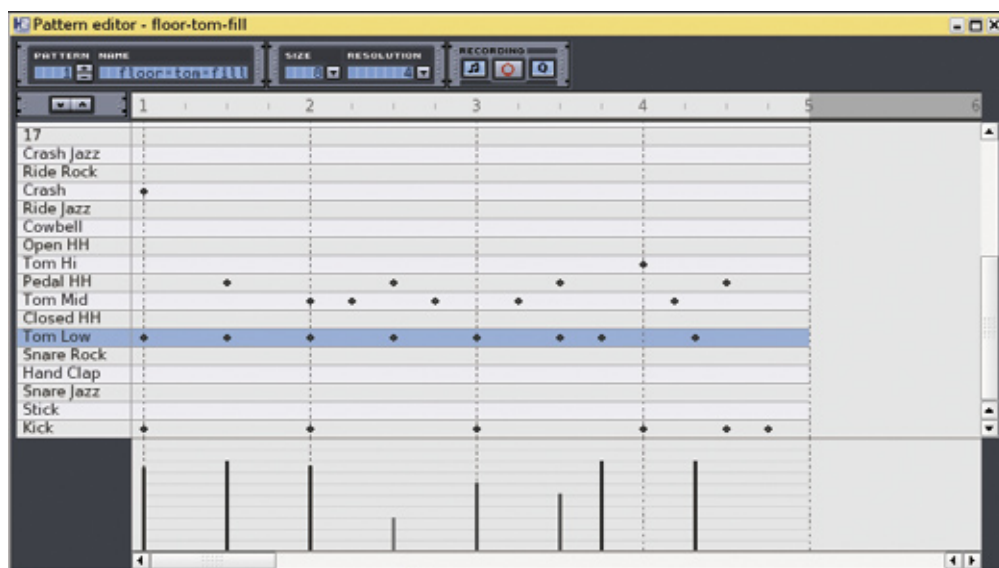 H2 Pattern editor - floor-tom-fill
PATTERN NAME
SIZE
RESOLUTION
RECORDING
1
floor-tom-fill
8
4
Q
1 2 3 4 5 6
17
Crash Jazz
Ride Rock
Crash
Ride Jazz
Cowbell
Open HH
Tom Hi
Pedal HH
Tom Mid
Closed HH
Tom Low
Snare Rock
Hand Clap
Snare Jazz
Stick
Kick